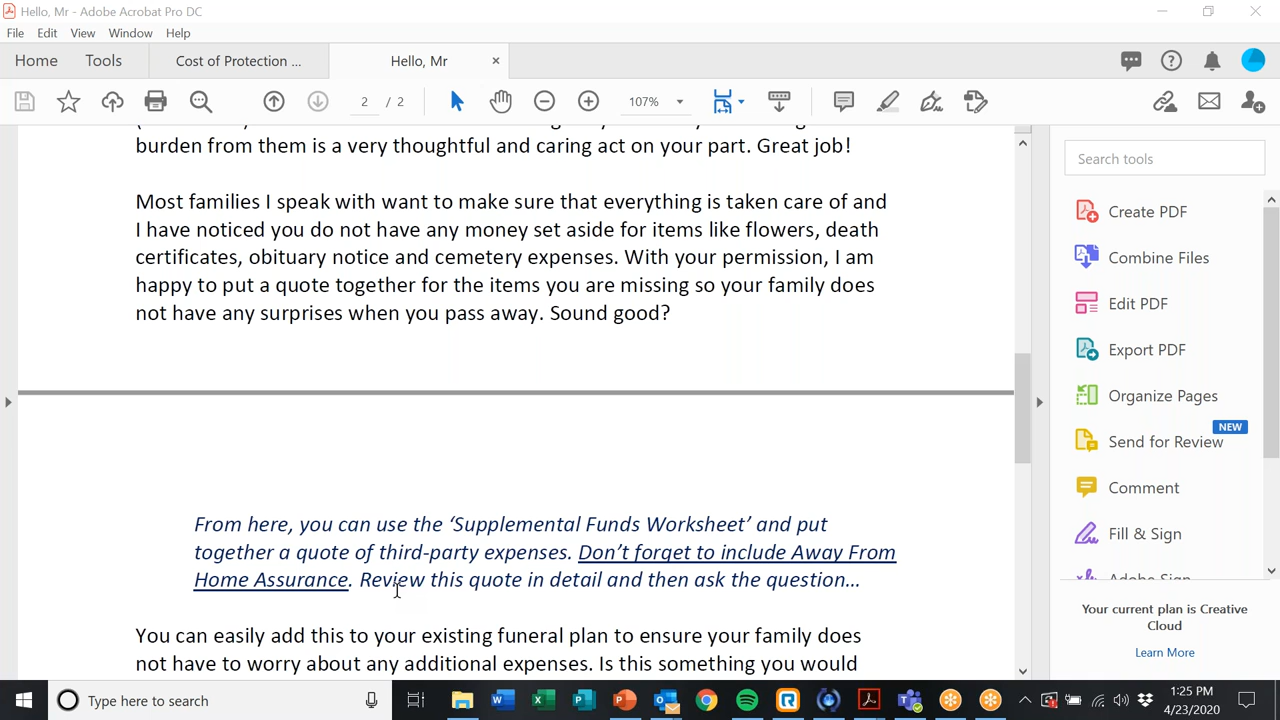 Hello, Mr - Adobe Acrobat Pro DC
File Edit View Window Help
Home Tools Cost of Protection ... Hello, Mr ×
2 / 2 107%
burden from them is a very thoughtful and caring act on your part. Great job!
Most families I speak with want to make sure that everything is taken care of and
I have noticed you do not have any money set aside for items like flowers, death
certificates, obituary notice and cemetery expenses. With your permission, I am
happy to put a quote together for the items you are missing so your family does
not have any surprises when you pass away. Sound good?
From here, you can use the ‘Supplemental Funds Worksheet’ and put
together a quote of third-party expenses. Don’t forget to include Away From
Home Assurance. Review this quote in detail and then ask the question…
You can easily add this to your existing funeral plan to ensure your family does
not have to worry about any additional expenses. Is this something you would
Search tools
Create PDF
Combine Files
Edit PDF
Export PDF
Organize Pages
NEW
Send for Review
Comment
Fill & Sign
Adobe Sign
Your current plan is Creative
Cloud
Learn More
Type here to search
1:25 PM
4/23/2020